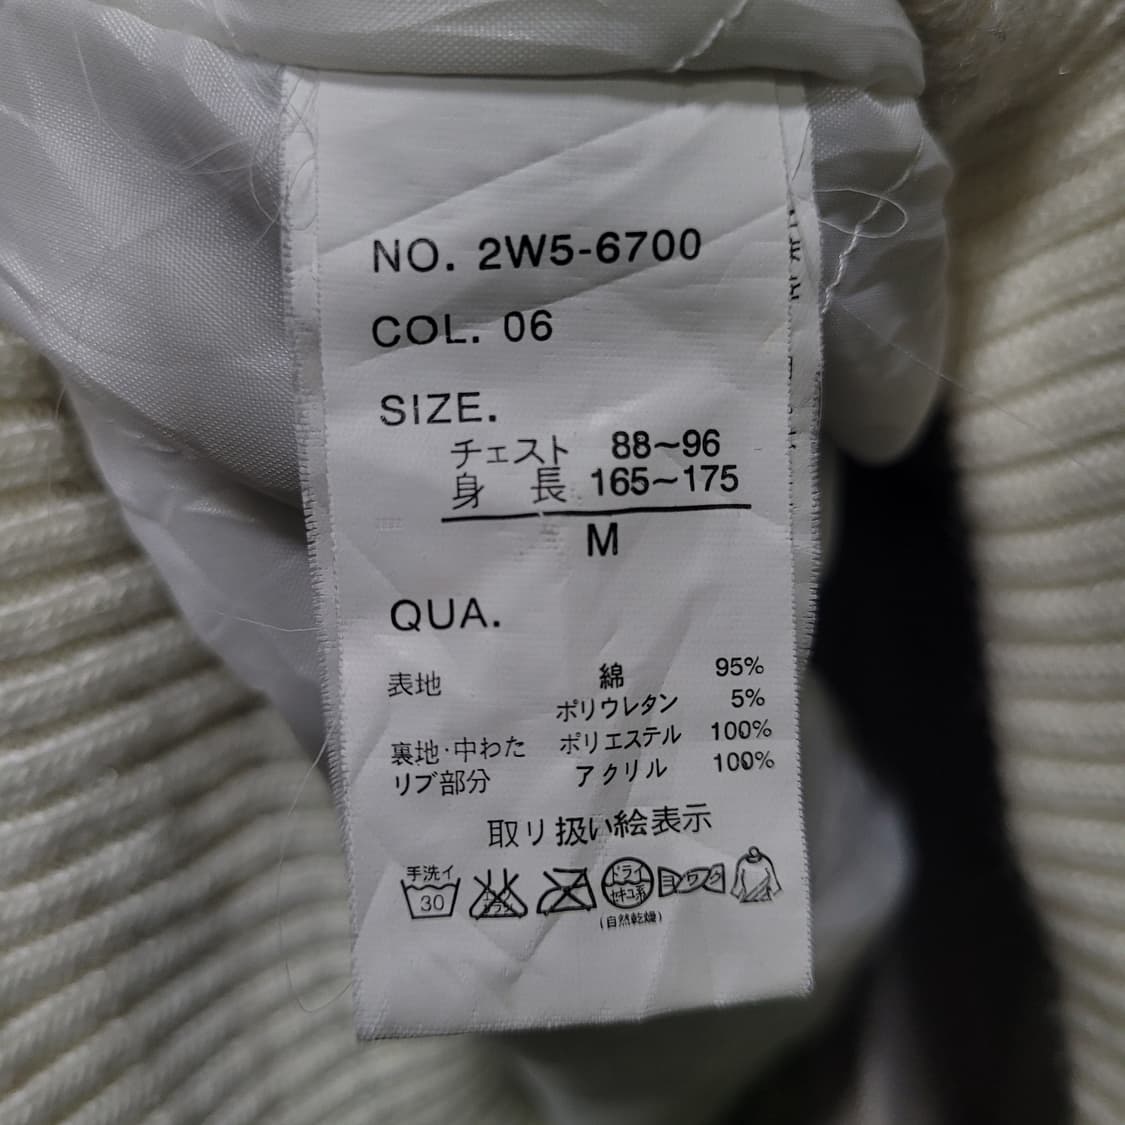 NO. 2W5-6700
COL. 06
SIZE.
チェスト 88~96
身 長 165~175
M
QUA.
表地 綿 95%
ポリウレタン 5%
裏地・中わた ポリエステル 100%
リブ部分 アクリル 100%
取り扱い絵表示
手洗イ
30
ドライ
セキユ系
ヨワク
(自然乾燥)